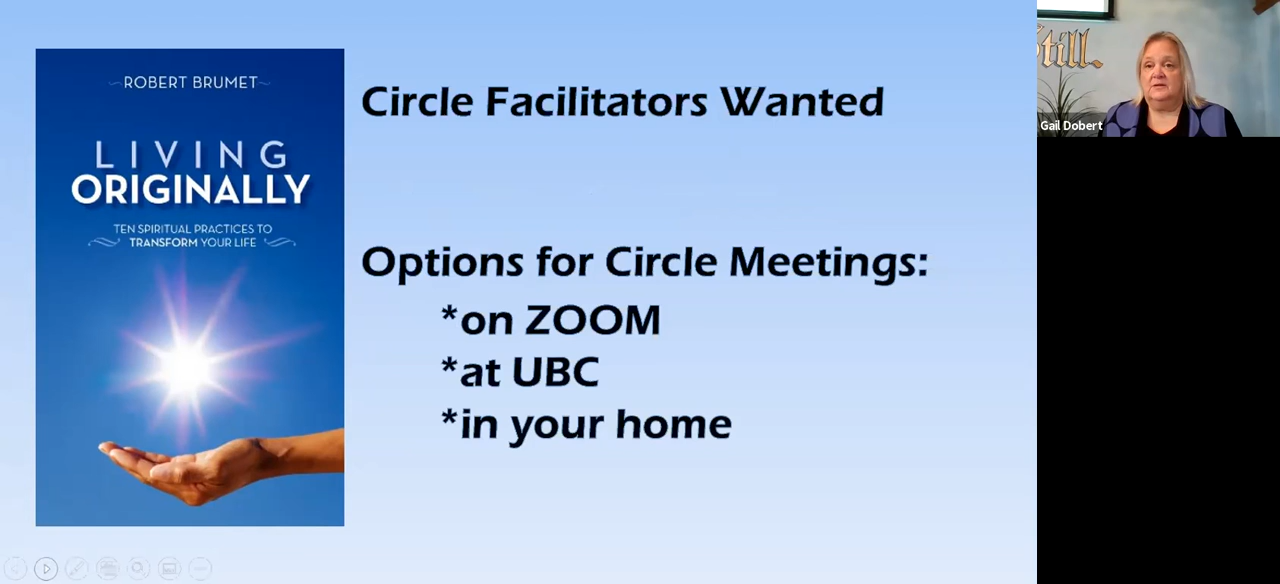 ROBERT BRUMET
LIVING
ORIGINALLY
TEN SPIRITUAL PRACTICES TO
TRANSFORM YOUR LIFE
Circle Facilitators Wanted
Options for Circle Meetings:
*on ZOOM
*at UBC
*in your home
Still.
Gail Dobert